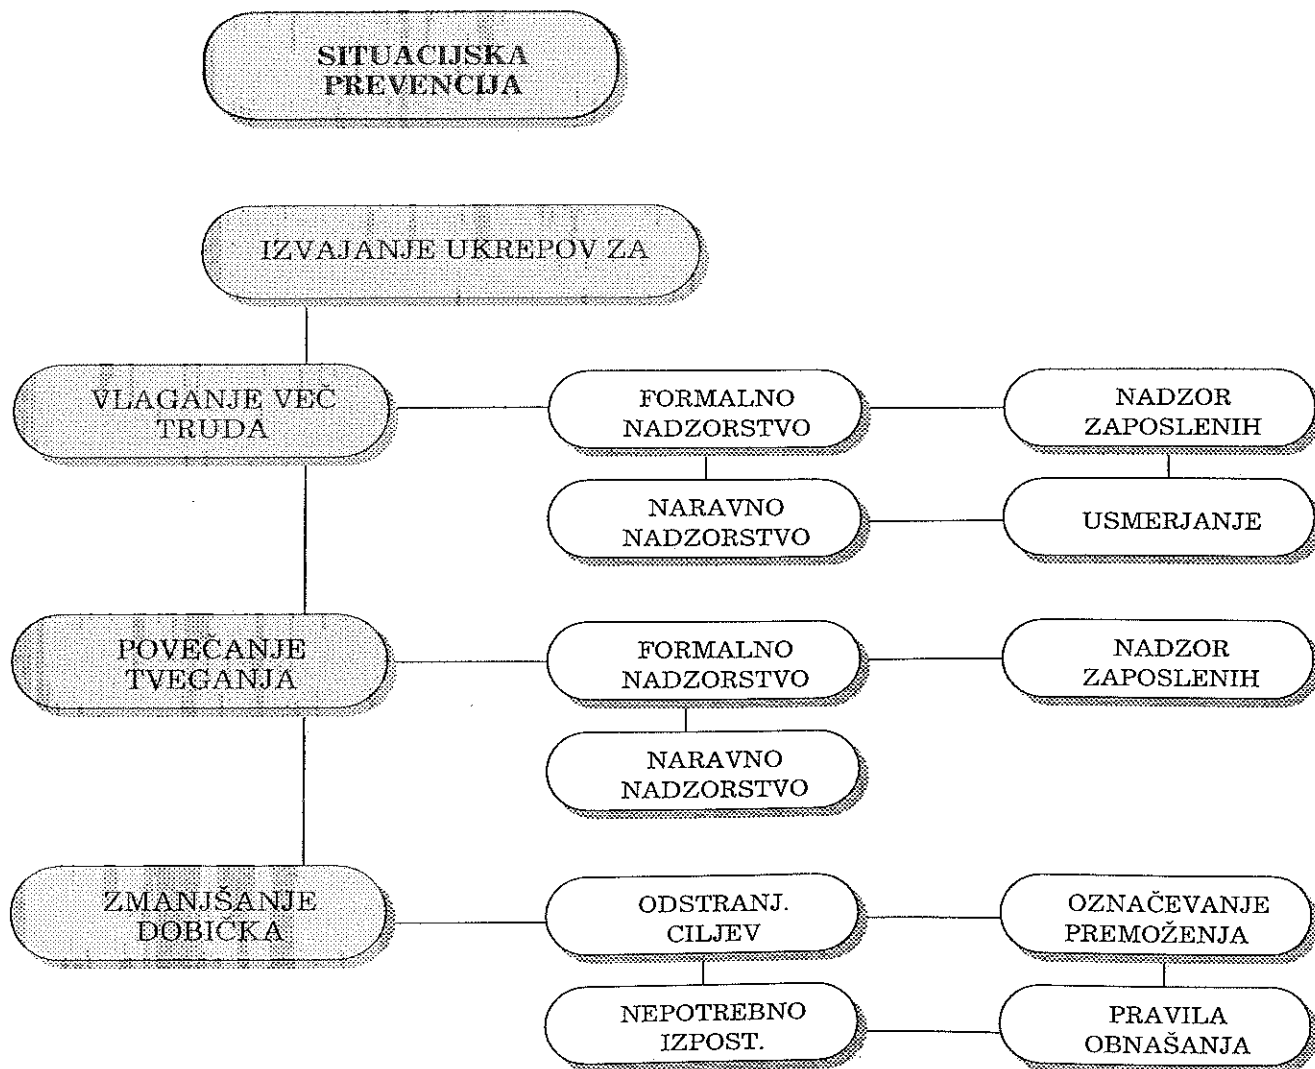 SITUACIJSKA
PREVENCIJA
IZVAJANJE UKREPOV ZA
VLAGANJE VEČ
TRUDA
FORMALNO
NADZORSTVO
NADZOR
ZAPOSLENIH
NARAVNO
NADZORSTVO
USMERJANJE
POVEČANJE
TVEGANJA
FORMALNO
NADZORSTVO
NADZOR
ZAPOSLENIH
NARAVNO
NADZORSTVO
ZMANJŠANJE
DOBIČKA
ODSTRANJ.
CILJEV
OZNAČEVANJE
PREMOŽENJA
NEPOTREBNO
IZPOST.
PRAVILA
OBNAŠANJA